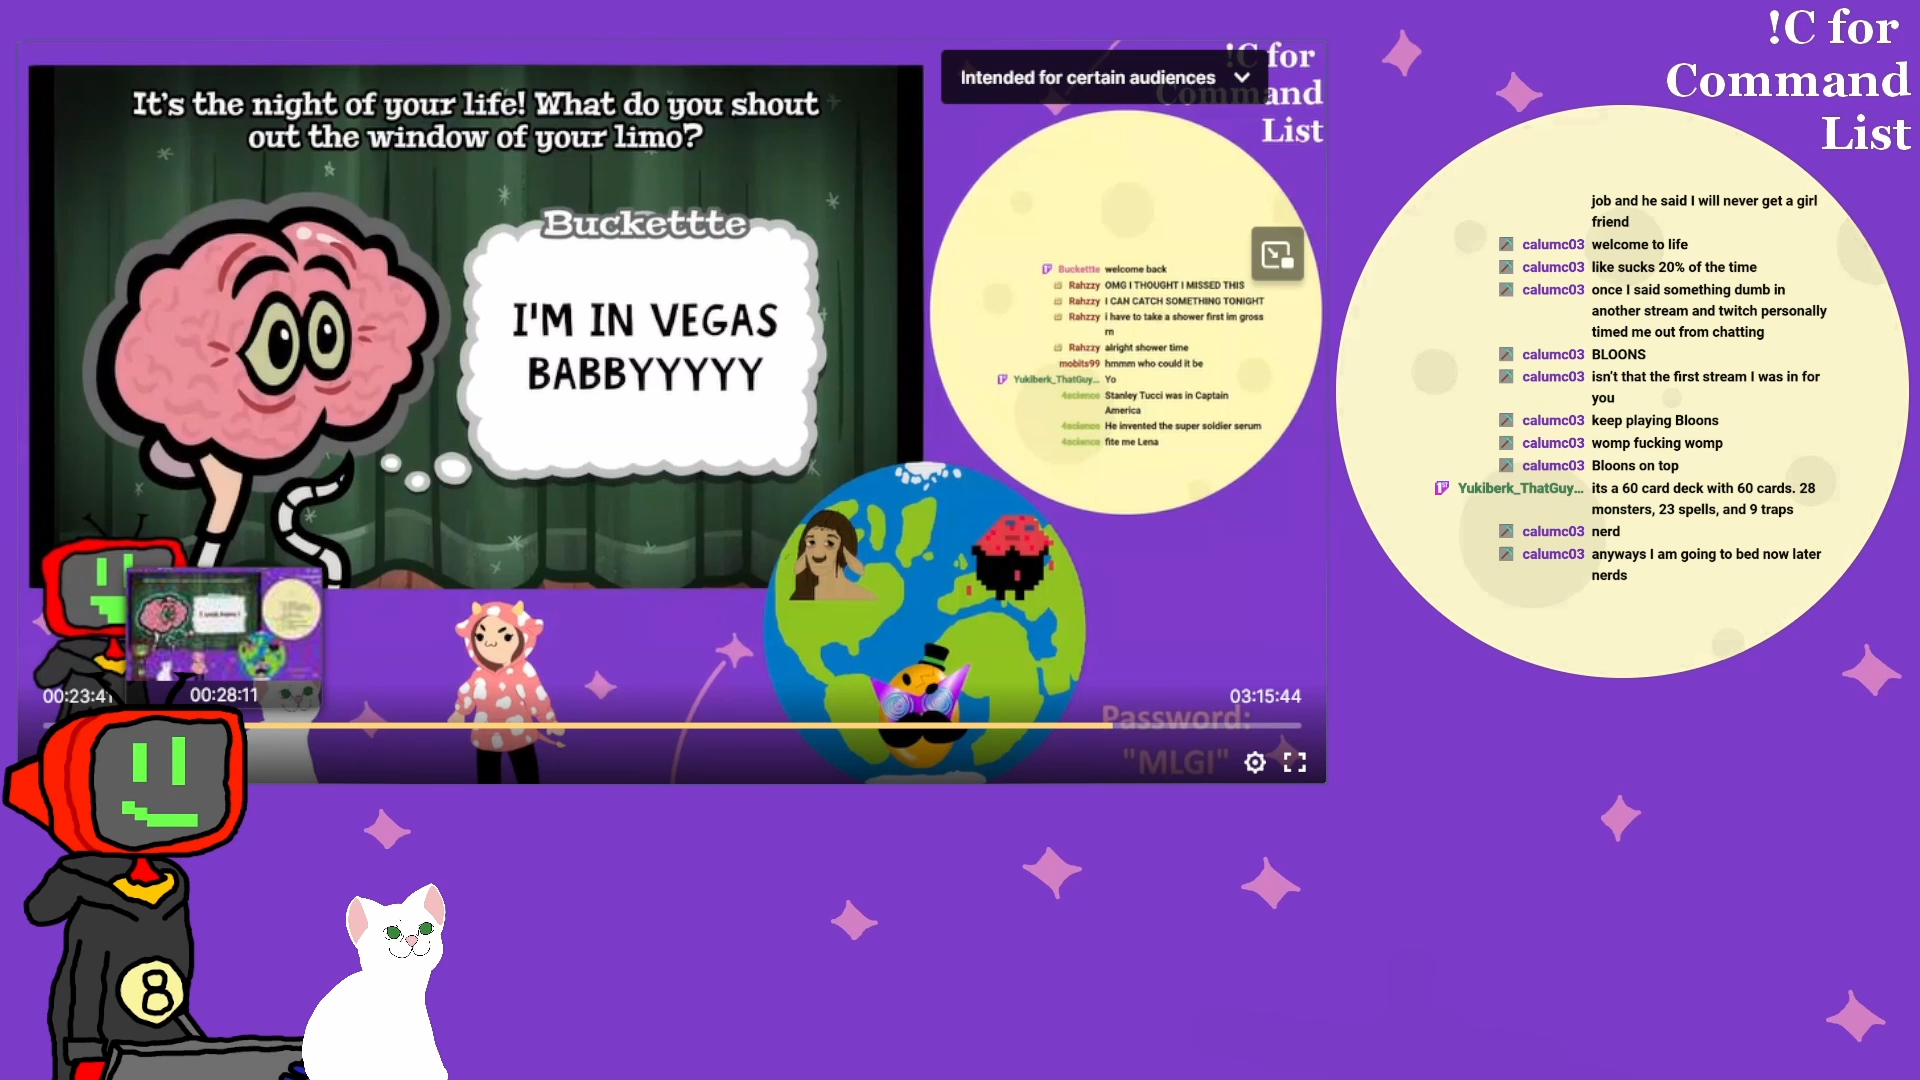 !C for
Command
List
Intended for certain audiences
!C for
Command
List
It's the night of your life! What do you shout
out the window of your limo?
Buckettte
I'M IN VEGAS
BABBYYYYY
Buckettte welcome back
Rahzzy OMG I THOUGHT I MISSED THIS
Rahzzy I CAN CATCH SOMETHING TONIGHT
Rahzzy i have to take a shower first im gross
rn
Rahzzy alright shower time
mobits99 hmmm who could it be
Yukiberk_ThatGuy... Yo
4science Stanley Tucci was in Captain
America
4science He invented the super soldier serum
4science fite me Lena
job and he said I will never get a girl
friend
calumc03 welcome to life
calumc03 like sucks 20% of the time
calumc03 once I said something dumb in
another stream and twitch personally
timed me out from chatting
calumc03 BLOONS
calumc03 isn't that the first stream I was in for
you
calumc03 keep playing Bloons
calumc03 womp fucking womp
calumc03 Bloons on top
Yukiberk_ThatGuy... its a 60 card deck with 60 cards. 28
monsters, 23 spells, and 9 traps
calumc03 nerd
calumc03 anyways I am going to bed now later
nerds
00:23:41
00:28:11
03:15:44
Password:
"MLGI"
8